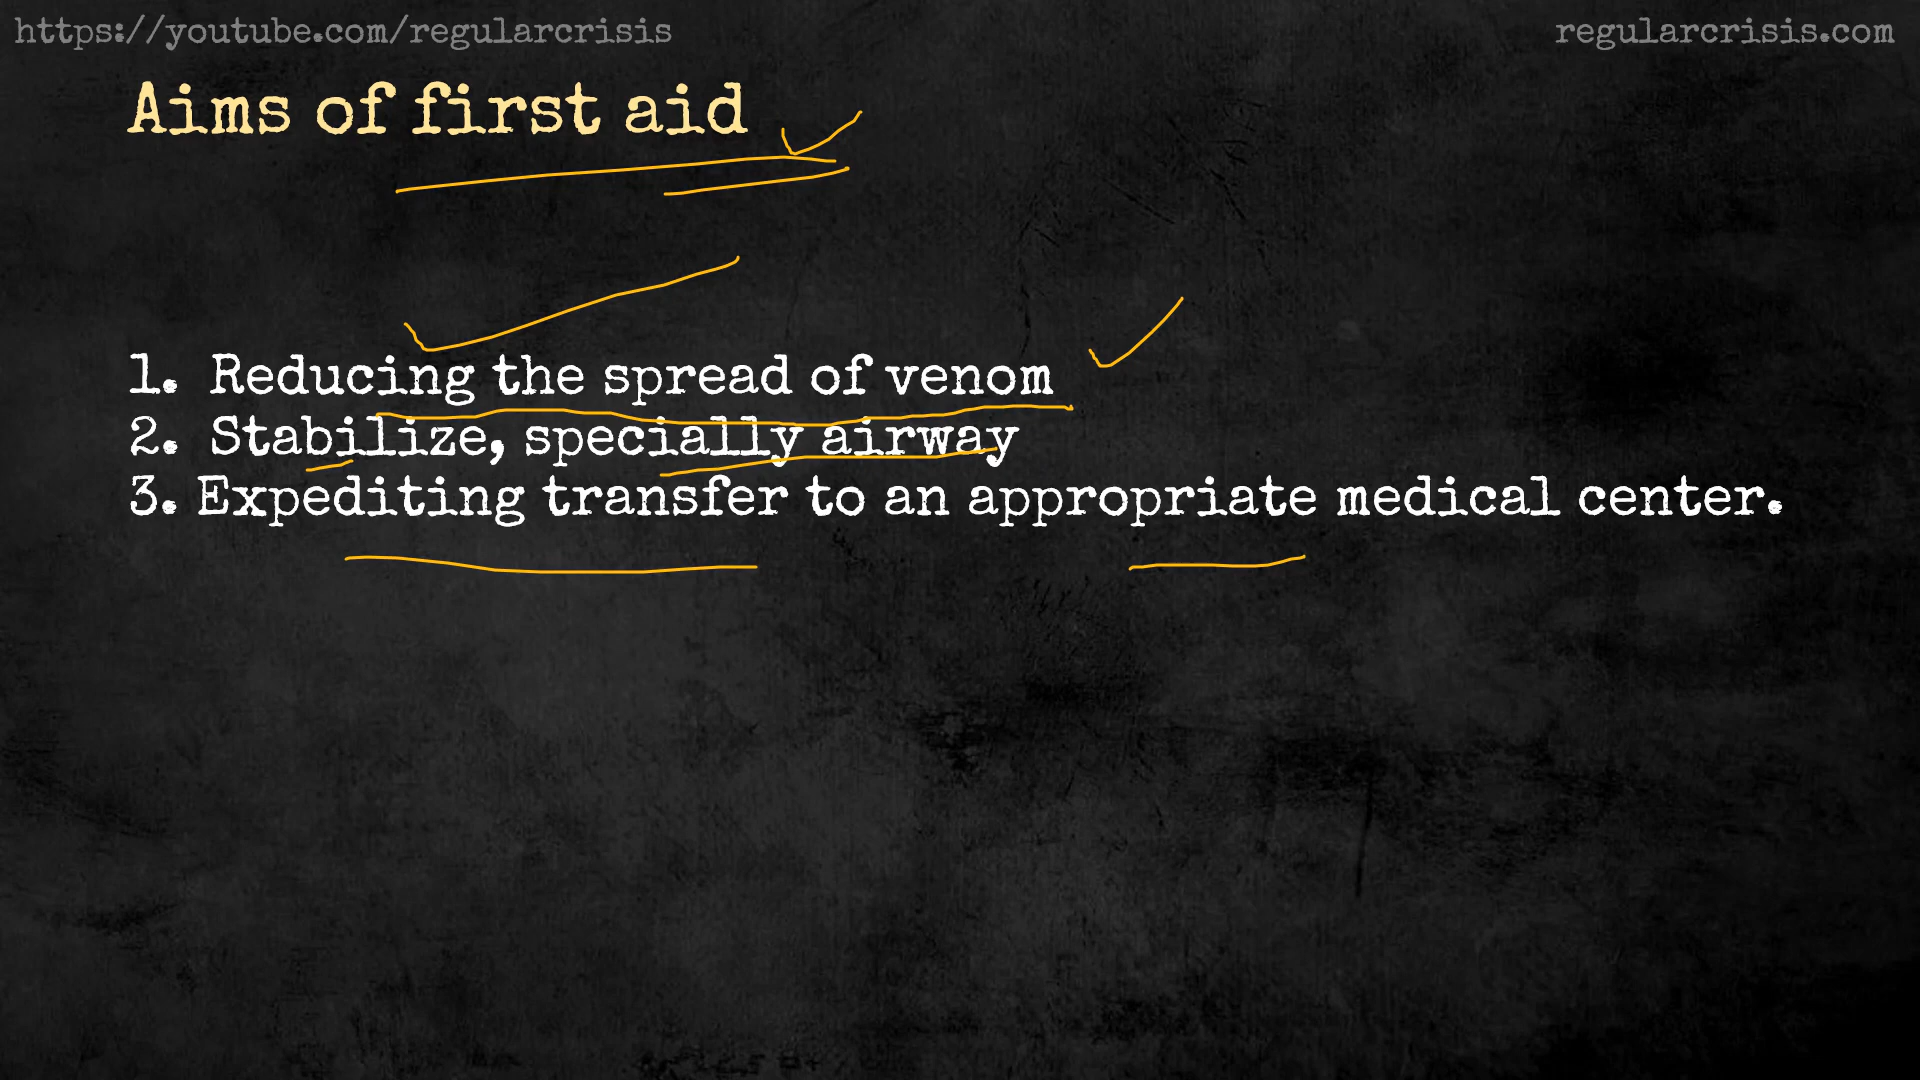 https://youtube.com/regularcrisis
regularcrisis.com
Aims of first aid
1. Reducing the spread of venom
2. Stabilize, specially airway
3. Expediting transfer to an appropriate medical center.